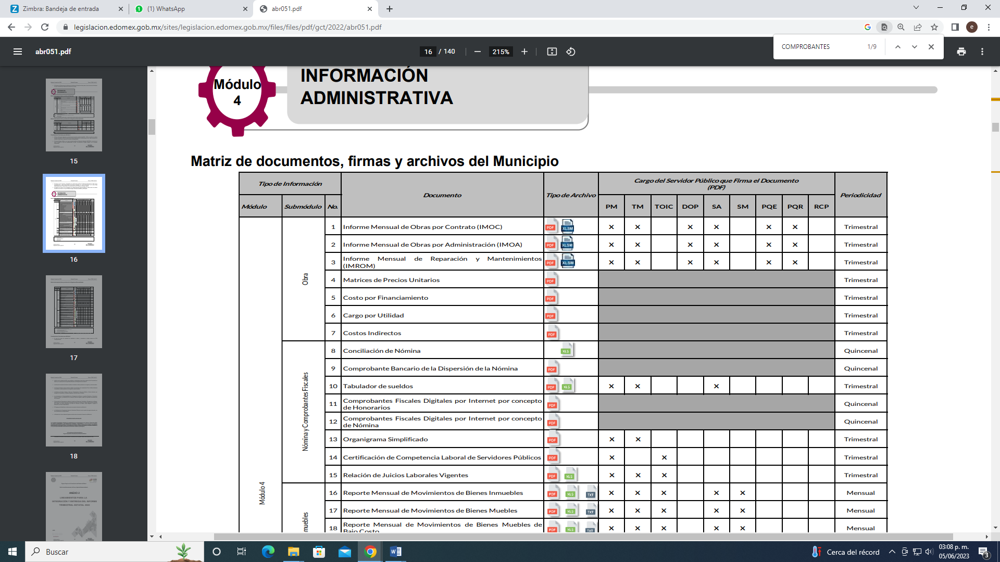 Zimbra: Bandeja de entrada
(1) WhatsApp
abr051.pdf
legislacion.edomex.gob.mx/sites/legislacion.edomex.gob.mx/files/files/pdf/gct/2022/abr051.pdf
abr051.pdf
16 / 140
215%
COMPROBANTES 1/9
15
16
17
18
Módulo 4
INFORMACIÓN
ADMINISTRATIVA
Matriz de documentos, firmas y archivos del Municipio
Tipo de Información Documento Tipo de Archivo Cargo del Servidor Público que Firma el Documento (PDF) Periodicidad
Módulo Submódulo No. PM TM TOIC DOP SA SM PQE PQR RCP
Módulo 4
Obra
1 Informe Mensual de Obras por Contrato (IMOC) PDF XLSM X X X X X X Trimestral
2 Informe Mensual de Obras por Administración (IMOA) PDF XLSM X X X X X X Trimestral
3 Informe Mensual de Reparación y Mantenimientos (IMROM) PDF XLSM X X X X X X Trimestral
4 Matrices de Precios Unitarios PDF Trimestral
5 Costo por Financiamiento PDF Trimestral
6 Cargo por Utilidad PDF Trimestral
7 Costos Indirectos PDF Trimestral
Nómina y Comprobantes Fiscales
8 Conciliación de Nómina XLS Quincenal
9 Comprobante Bancario de la Dispersión de la Nómina PDF Quincenal
10 Tabulador de sueldos PDF XLS X X X Trimestral
11 Comprobantes Fiscales Digitales por Internet por concepto de Honorarios PDF Quincenal
12 Comprobantes Fiscales Digitales por Internet por concepto de Nómina PDF Quincenal
13 Organigrama Simplificado PDF X X Trimestral
14 Certificación de Competencia Laboral de Servidores Públicos PDF X X Trimestral
15 Relación de Juicios Laborales Vigentes PDF XLS X X X Trimestral
muebles
16 Reporte Mensual de Movimientos de Bienes Inmuebles PDF XLS TXT X X X X X Mensual
17 Reporte Mensual de Movimientos de Bienes Muebles PDF XLS TXT X X X X X Mensual
18 Reporte Mensual de Movimientos de Bienes Muebles de Bajo Costo PDF XLS TXT X X X X X Mensual
ANEXO 2
LINEAMIENTOS PARA LA
INTEGRACIÓN Y ENTREGA DEL INFORME
TRIMESTRAL ESTATAL 2022
Buscar
Cerca del récord
03:08 p. m.
05/06/2023
3